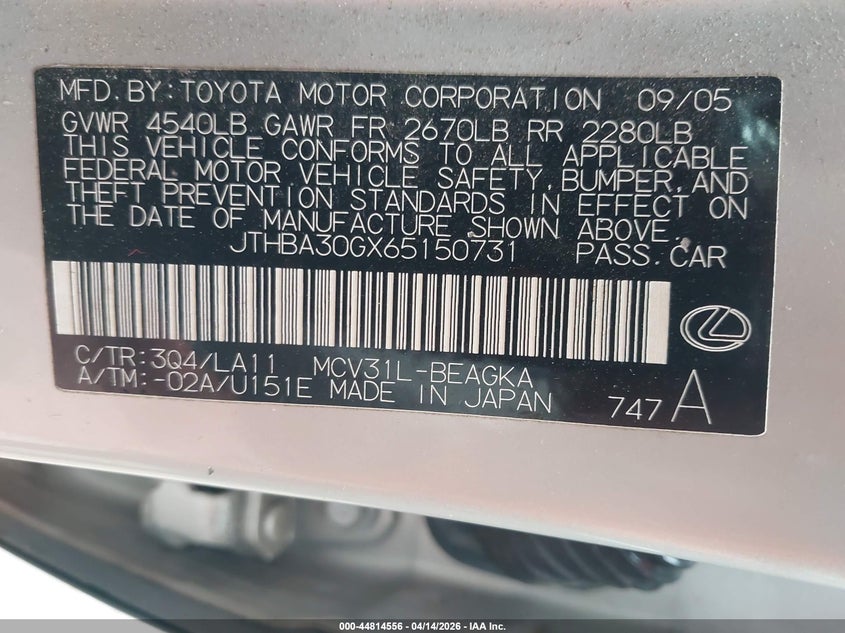 MFD. BY: TOYOTA MOTOR CORPORATION 09/05
GVWR 4540LB GAWR FR 2670LB RR 2280LB
THIS VEHICLE CONFORMS TO ALL APPLICABLE
FEDERAL MOTOR VEHICLE SAFETY, BUMPER, AND
THEFT PREVENTION STANDARDS IN EFFECT ON
THE DATE OF MANUFACTURE SHOWN ABOVE.
JTHBA30GX65150731 PASS. CAR
C/TR: 3Q4/LA11 MCV31L-BEAGKA
A/TM: -02A/U151E MADE IN JAPAN
747 A
000-44814556 | 04/14/2026 - IAA Inc.